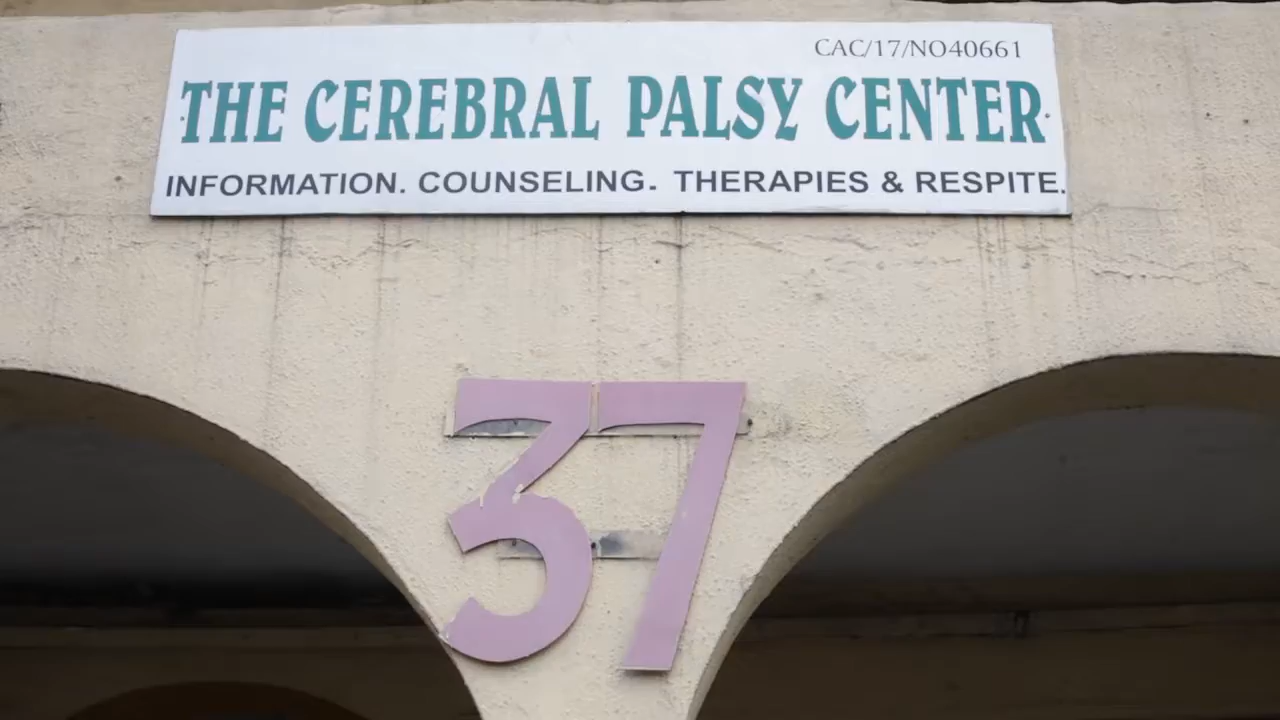 CAC/17/NO40661
THE CEREBRAL PALSY CENTER
INFORMATION. COUNSELING. THERAPIES & RESPITE.
37